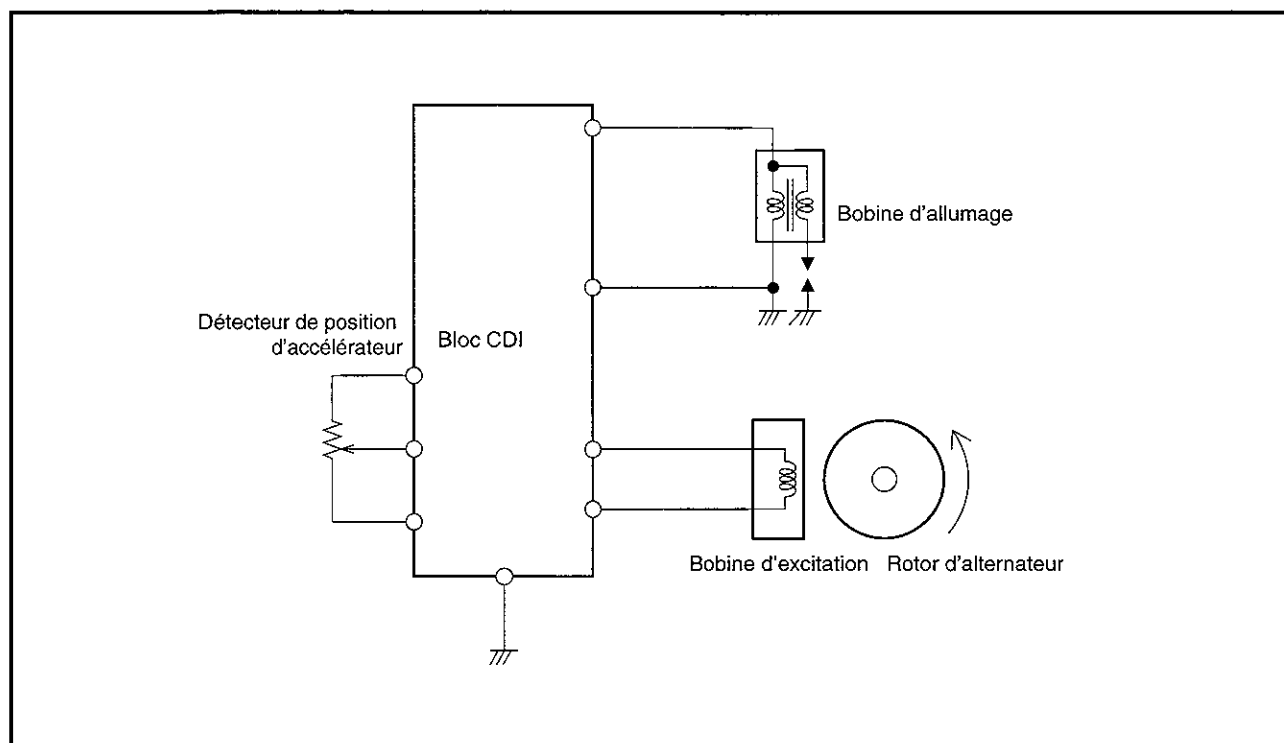 Bobine d'allumage
Détecteur de position
d'accélérateur
Bloc CDI
Bobine d'excitation
Rotor d'alternateur